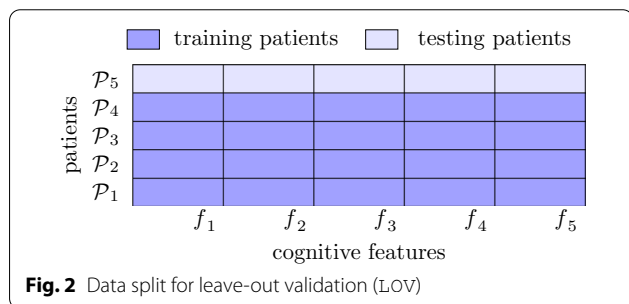 training patients testing patients
patients
𝒫5
𝒫4
𝒫3
𝒫2
𝒫1
f1 f2 f3 f4 f5
cognitive features
Fig. 2 Data split for leave-out validation (LOV)